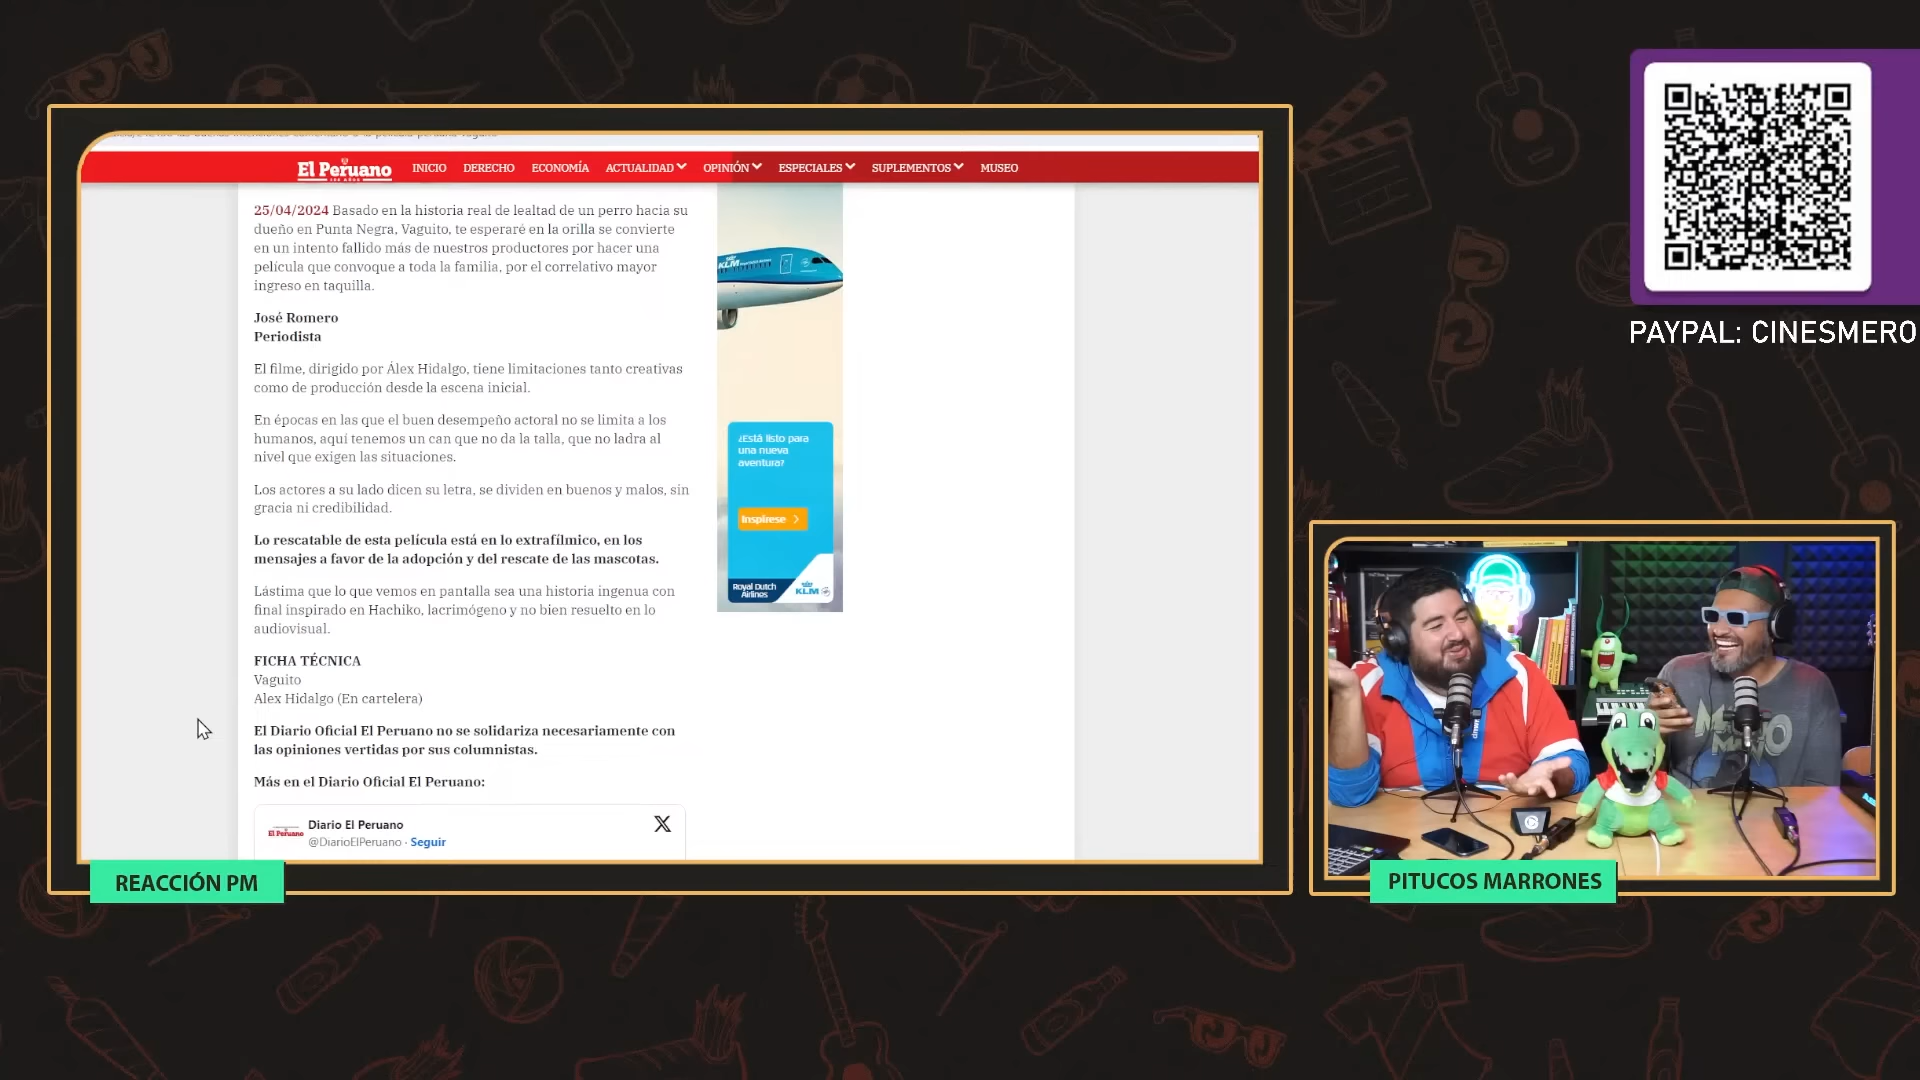 El Peruano
INICIO DERECHO ECONOMÍA ACTUALIDAD OPINIÓN ESPECIALES SUPLEMENTOS MUSEO
25/04/2024 Basado en la historia real de lealtad de un perro hacia su
dueño en Punta Negra, Vaguito, te esperaré en la orilla se convierte
en un intento fallido más de nuestros productores por hacer una
película que convoque a toda la familia, por el correlativo mayor
ingreso en taquilla.
José Romero
Periodista
El filme, dirigido por Álex Hidalgo, tiene limitaciones tanto creativas
como de producción desde la escena inicial.
En épocas en las que el buen desempeño actoral no se limita a los
humanos, aquí tenemos un can que no da la talla, que no ladra al
nivel que exigen las situaciones.
Los actores a su lado dicen su letra, se dividen en buenos y malos, sin
gracia ni credibilidad.
Lo rescatable de esta película está en lo extrafílmico, en los
mensajes a favor de la adopción y del rescate de las mascotas.
Lástima que lo que vemos en pantalla sea una historia ingenua con
final inspirado en Hachiko, lacrimógeno y no bien resuelto en lo
audiovisual.
FICHA TÉCNICA
Vaguito
Alex Hidalgo (En cartelera)
El Diario Oficial El Peruano no se solidariza necesariamente con
las opiniones vertidas por sus columnistas.
Más en el Diario Oficial El Peruano:
El Peruano
Diario El Peruano
@DiarioElPeruano · Seguir
KLM
¿Está listo para
una nueva
aventura?
Inspírese
Royal Dutch
Airlines
KLM
REACCIÓN PM
PAYPAL: CINESMERO
PITUCOS MARRONES